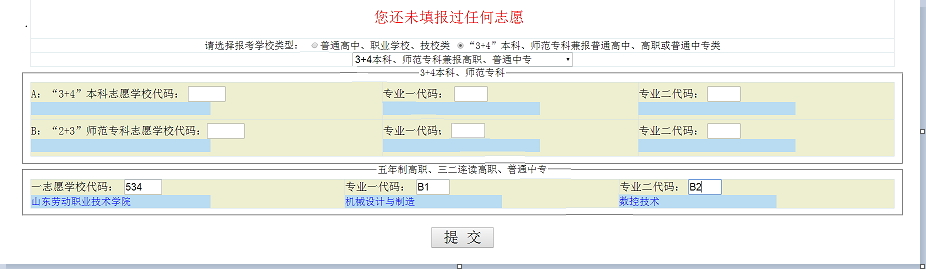 您还未填报过任何志愿
请选择报考学校类型： 普通高中、职业学校、技校类 “3+4”本科、师范专科兼报普通高中、高职或普通中专类
3+4本科、师范专科兼报高职、普通中专
3+4本科、师范专科
A：“3+4”本科志愿学校代码： 专业一代码： 专业二代码：
B：“2+3”师范专科志愿学校代码： 专业一代码： 专业二代码：
五年制高职、三二连读高职、普通中专
一志愿学校代码： 534 专业一代码： B1 专业二代码： B2
山东劳动职业技术学院 机械设计与制造 数控技术
提 交